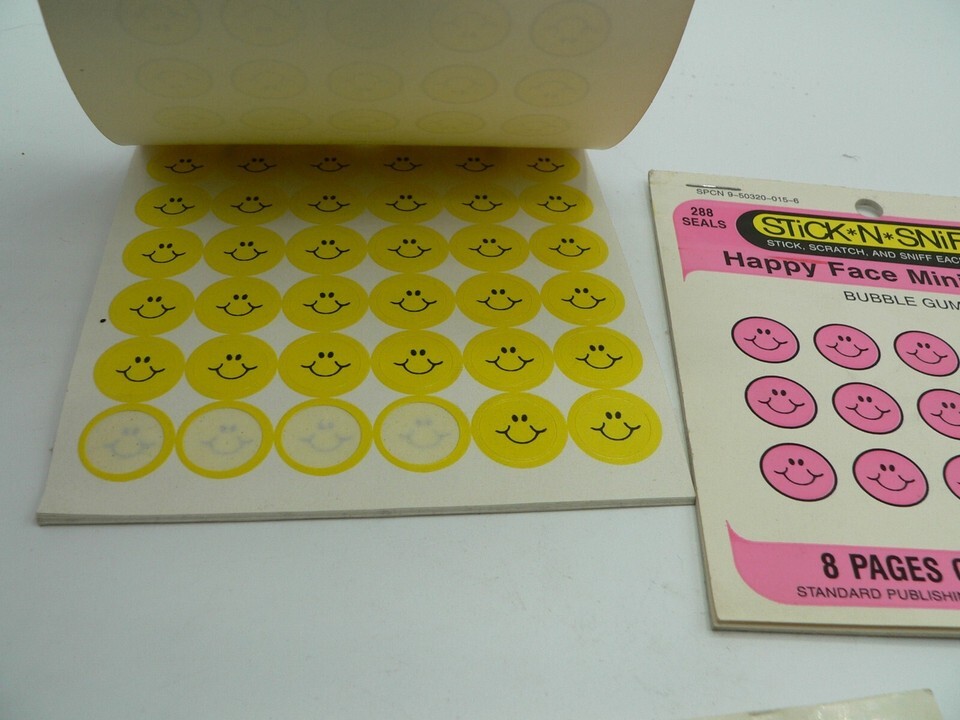 SPCN 9-50320-015-6
288
SEALS
STiCK*N*SNiF
STICK, SCRATCH, AND SNIFF EAC
Happy Face Mini
BUBBLE GUM
8 PAGES
STANDARD PUBLISHIN